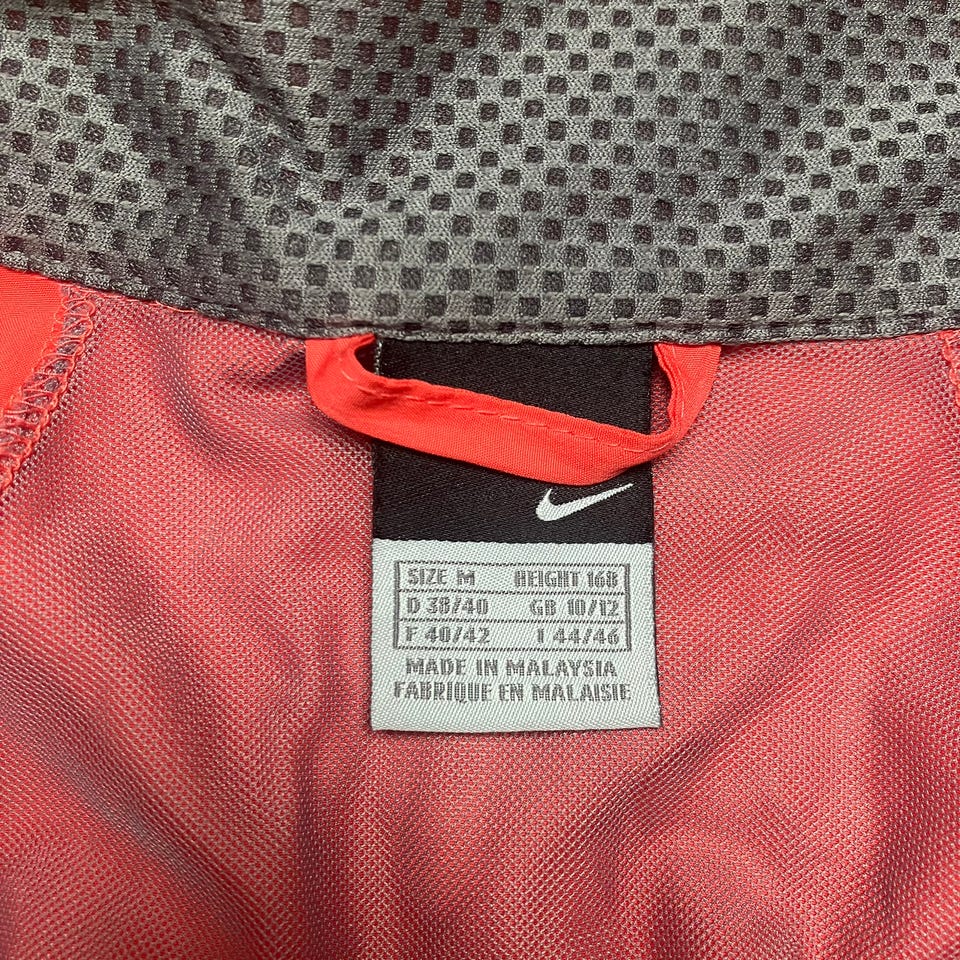 SIZE M HEIGHT 168
D 38/40 GB 10/12
F 40/42 I 44/46
MADE IN MALAYSIA
FABRIQUE EN MALAISIE